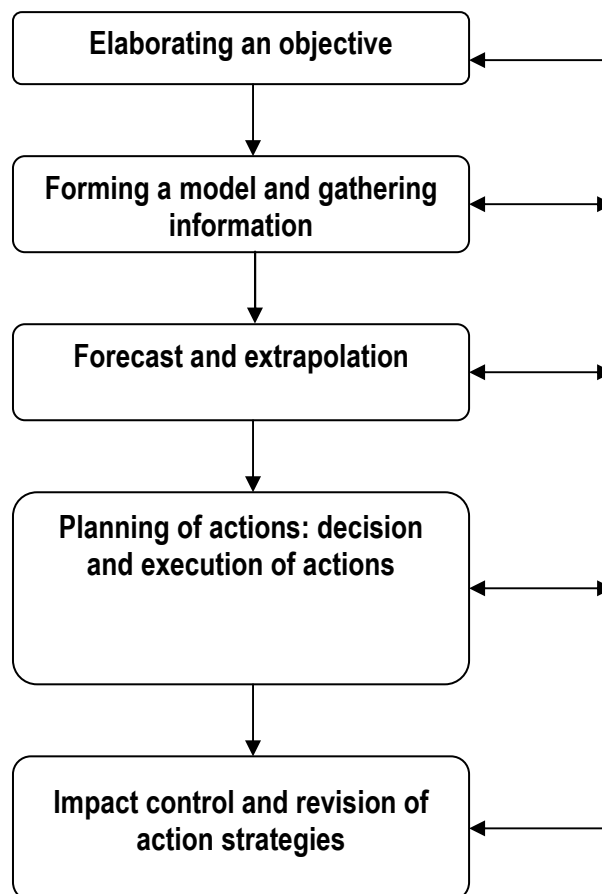 Elaborating an objective
Forming a model and gathering
information
Forecast and extrapolation
Planning of actions: decision
and execution of actions
Impact control and revision of
action strategies